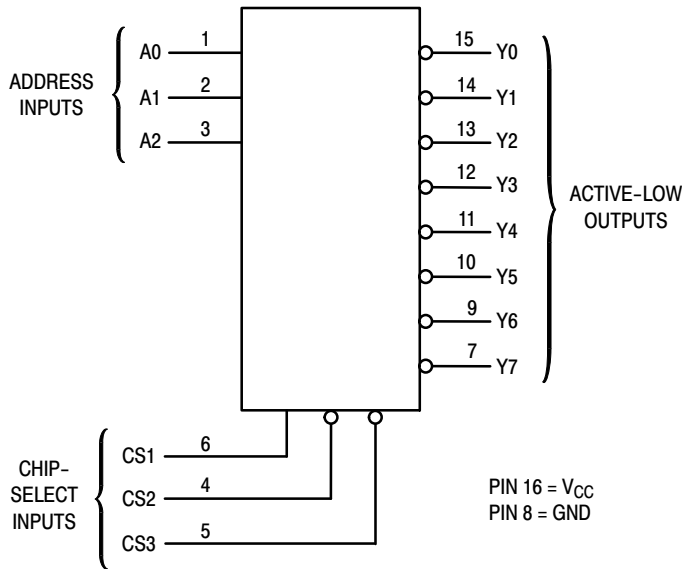 ADDRESS
INPUTS
A0 1
A1 2
A2 3
15 Y0
14 Y1
13 Y2
12 Y3
11 Y4
10 Y5
9 Y6
7 Y7
ACTIVE-LOW
OUTPUTS
CHIP-
SELECT
INPUTS
CS1 6
CS2 4
CS3 5
PIN 16 = VCC
PIN 8 = GND